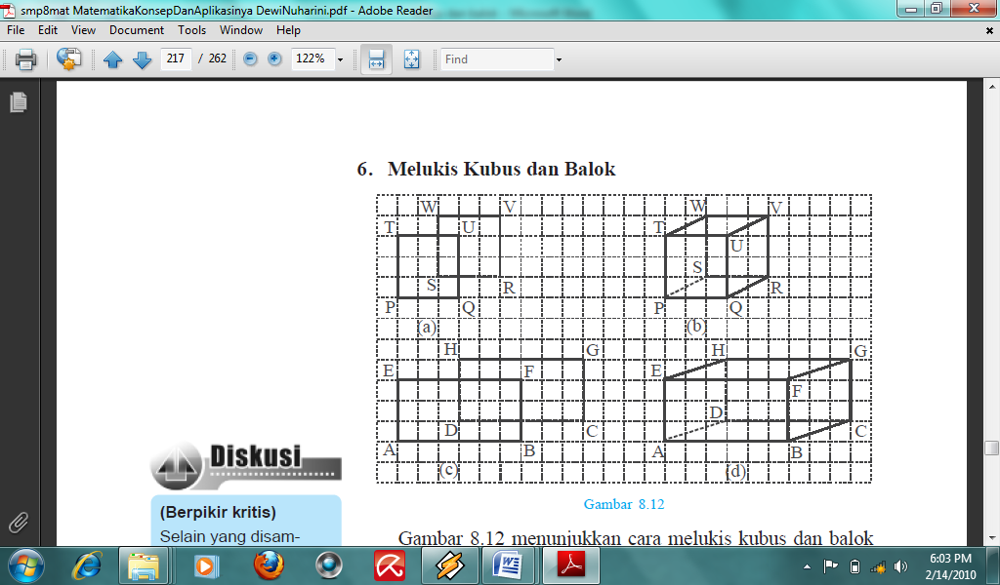 smp8mat MatematikaKonsepDanAplikasinya DewiNuharini.pdf - Adobe Reader
File Edit View Document Tools Window Help
217 / 262 122% Find
6. Melukis Kubus dan Balok
W V W V
T U T
U
S
S R R
P Q P Q
(a) (b)
H G H G
E F E
F
D
D C C
A B A B
(c) (d)
Diskusi
Gambar 8.12
(Berpikir kritis)
Selain yang disam-
Gambar 8.12 menunjukkan cara melukis kubus dan balok
6:03 PM
2/14/2010